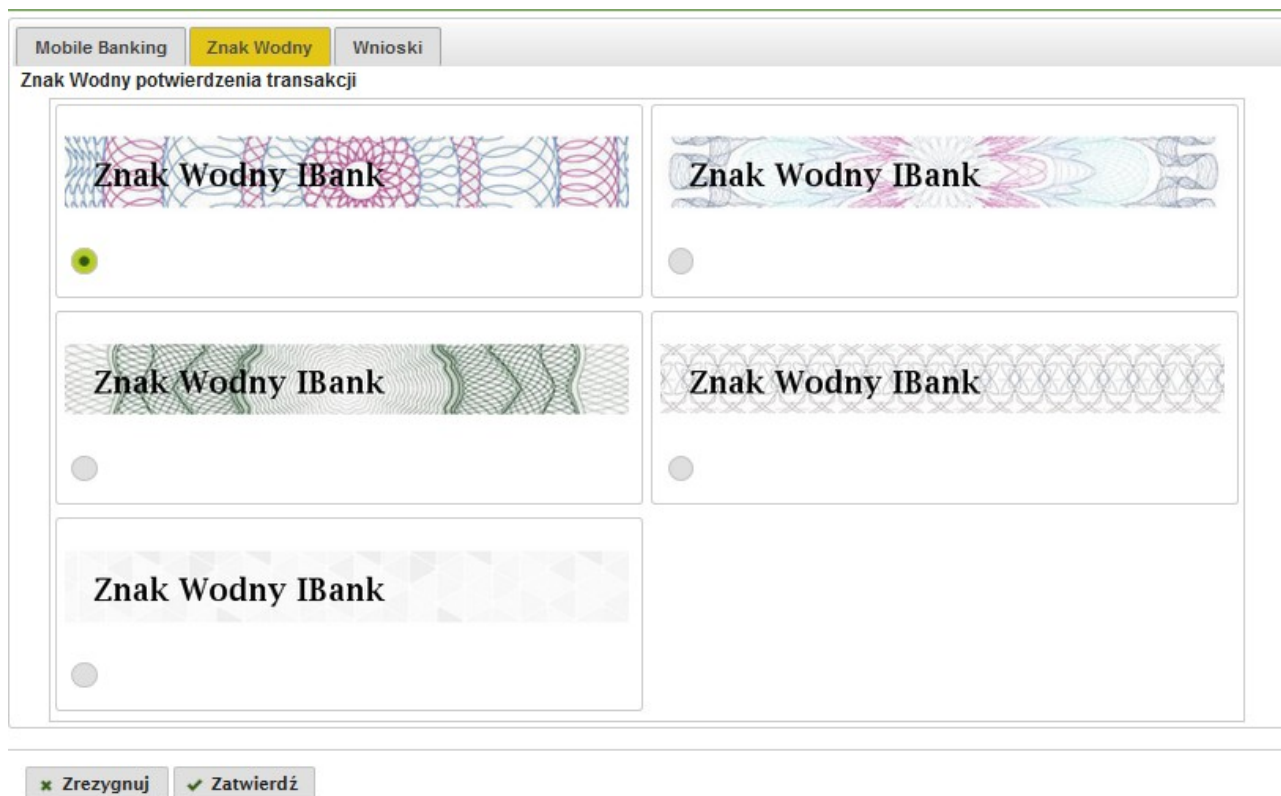 Mobile Banking Znak Wodny Wnioski
Znak Wodny potwierdzenia transakcji
Znak Wodny IBank
Znak Wodny IBank
Znak Wodny IBank
Znak Wodny IBank
Znak Wodny IBank
Zrezygnuj Zatwierdź